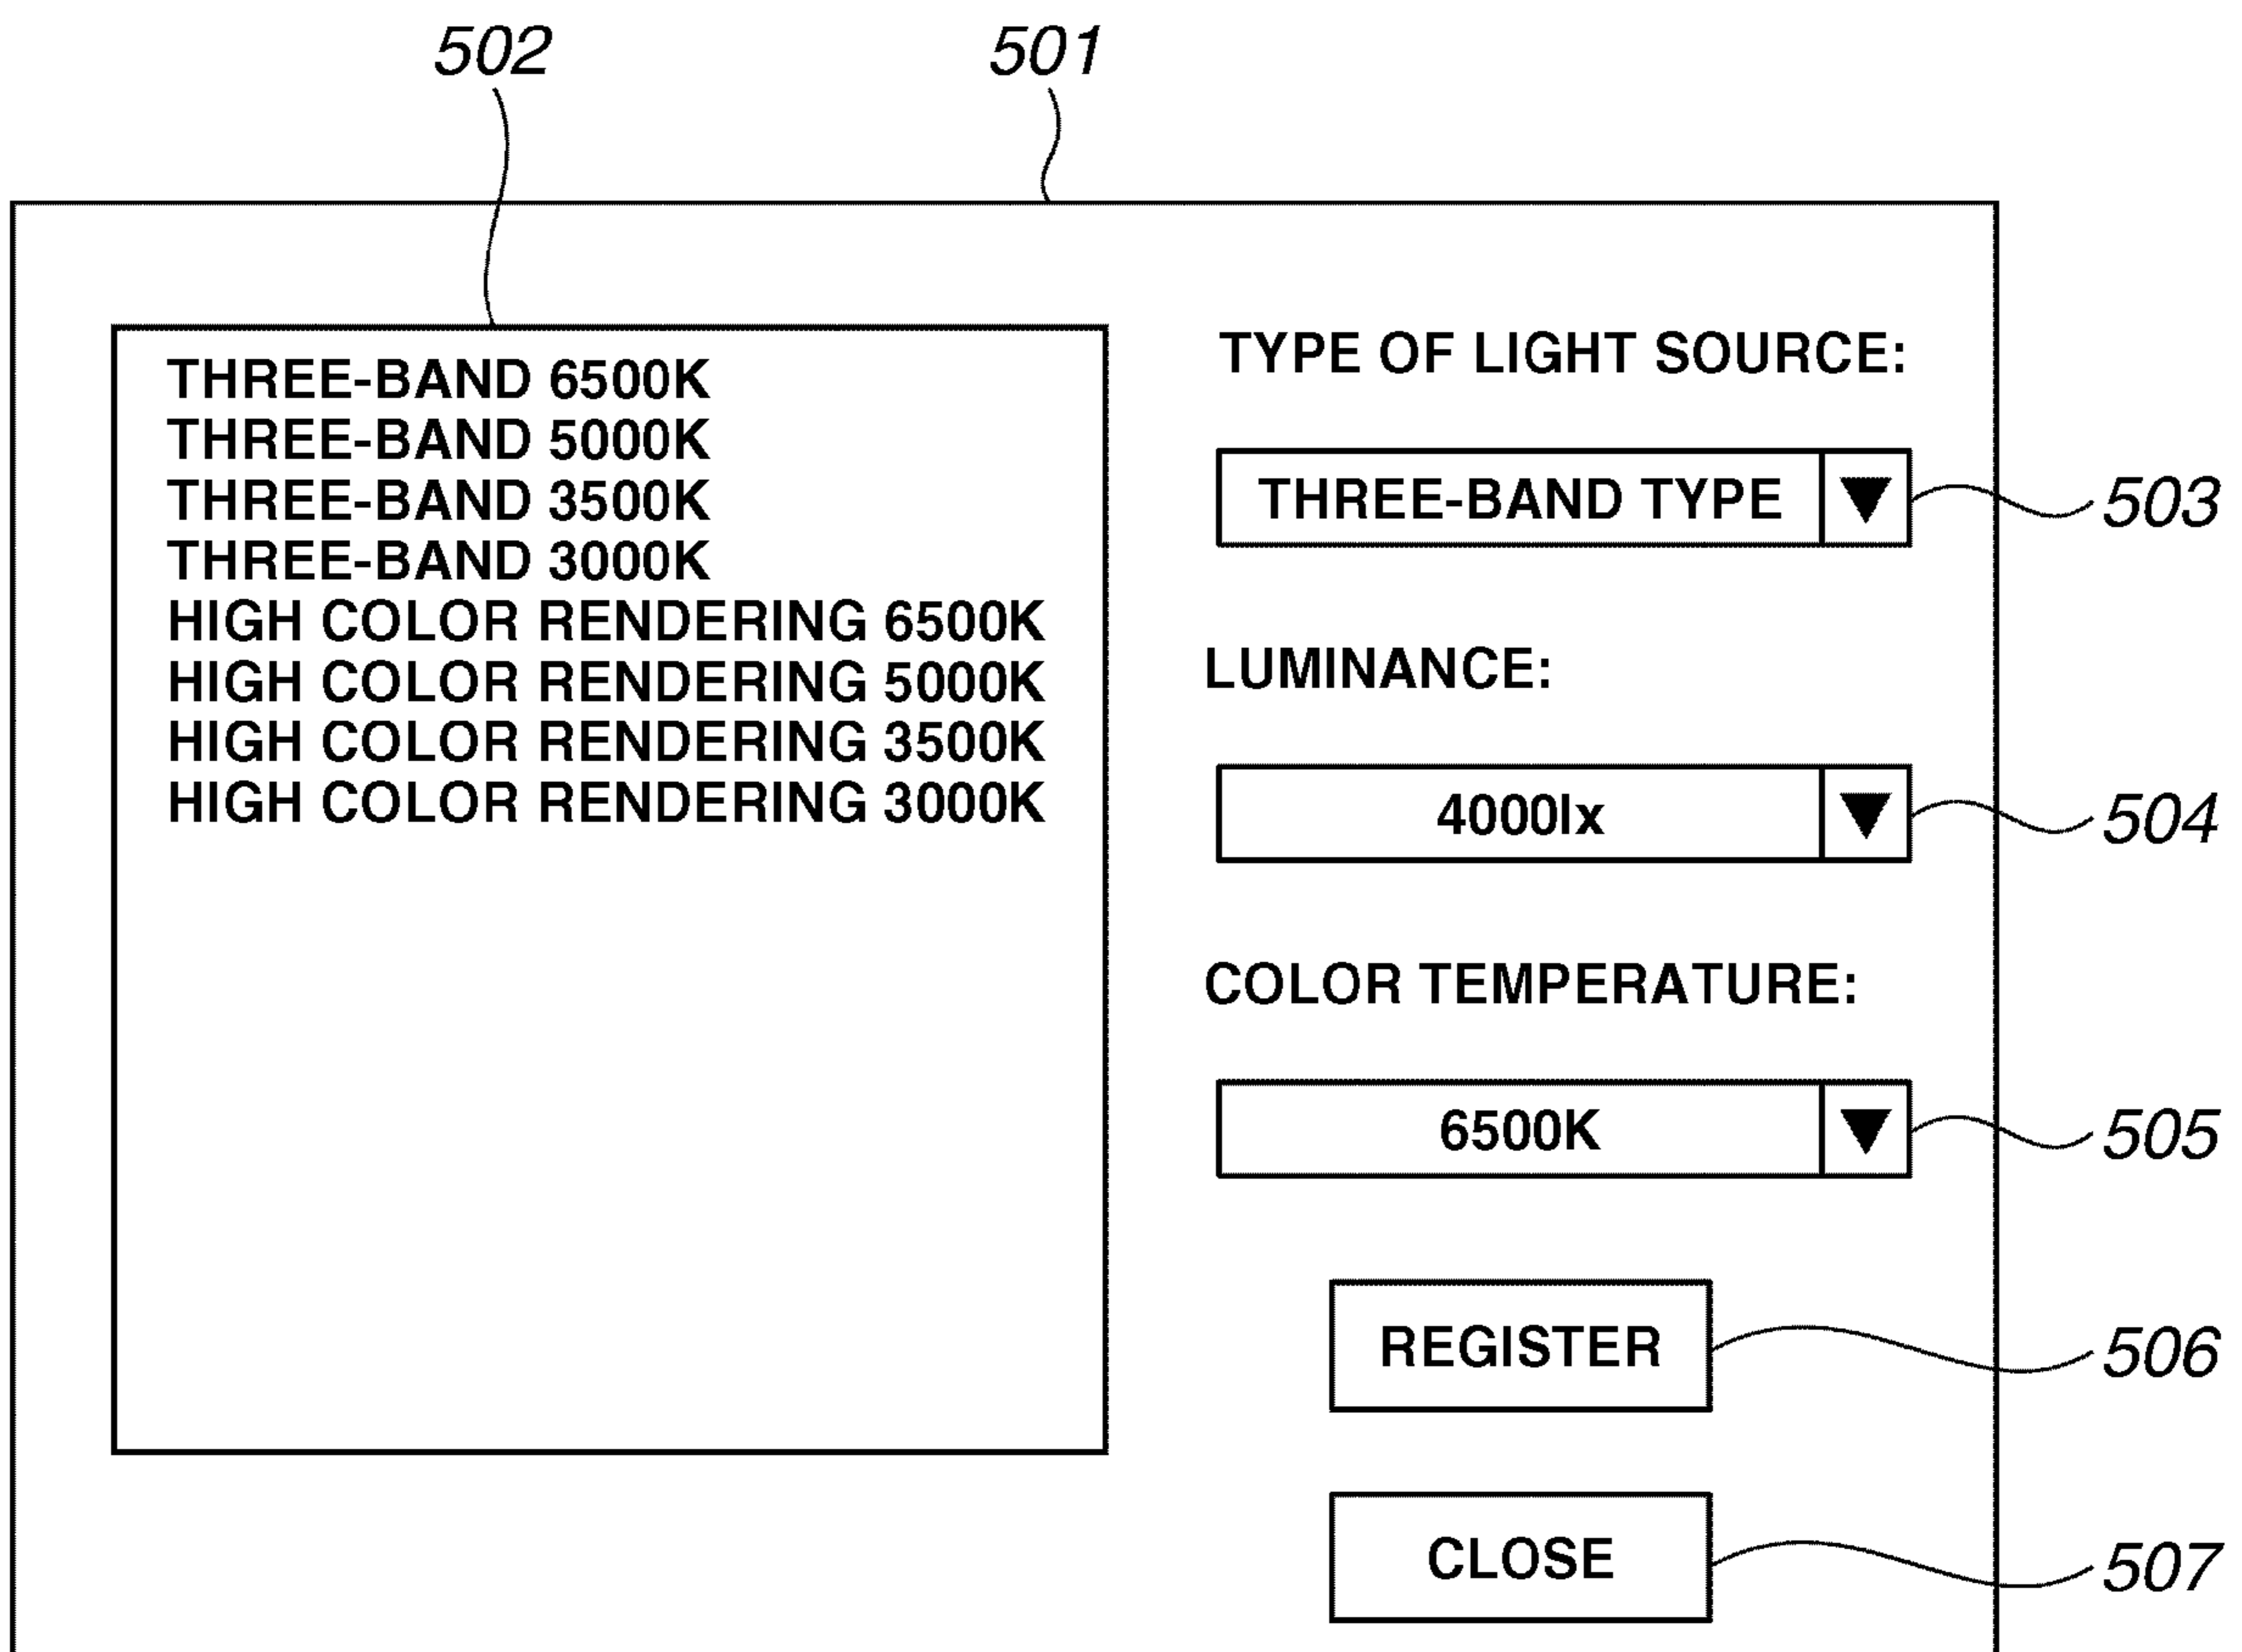 502
501
THREE-BAND 6500K
THREE-BAND 5000K
THREE-BAND 3500K
THREE-BAND 3000K
HIGH COLOR RENDERING 6500K
HIGH COLOR RENDERING 5000K
HIGH COLOR RENDERING 3500K
HIGH COLOR RENDERING 3000K
TYPE OF LIGHT SOURCE:
THREE-BAND TYPE
503
LUMINANCE:
4000lx
504
COLOR TEMPERATURE:
6500K
505
REGISTER
506
CLOSE
507